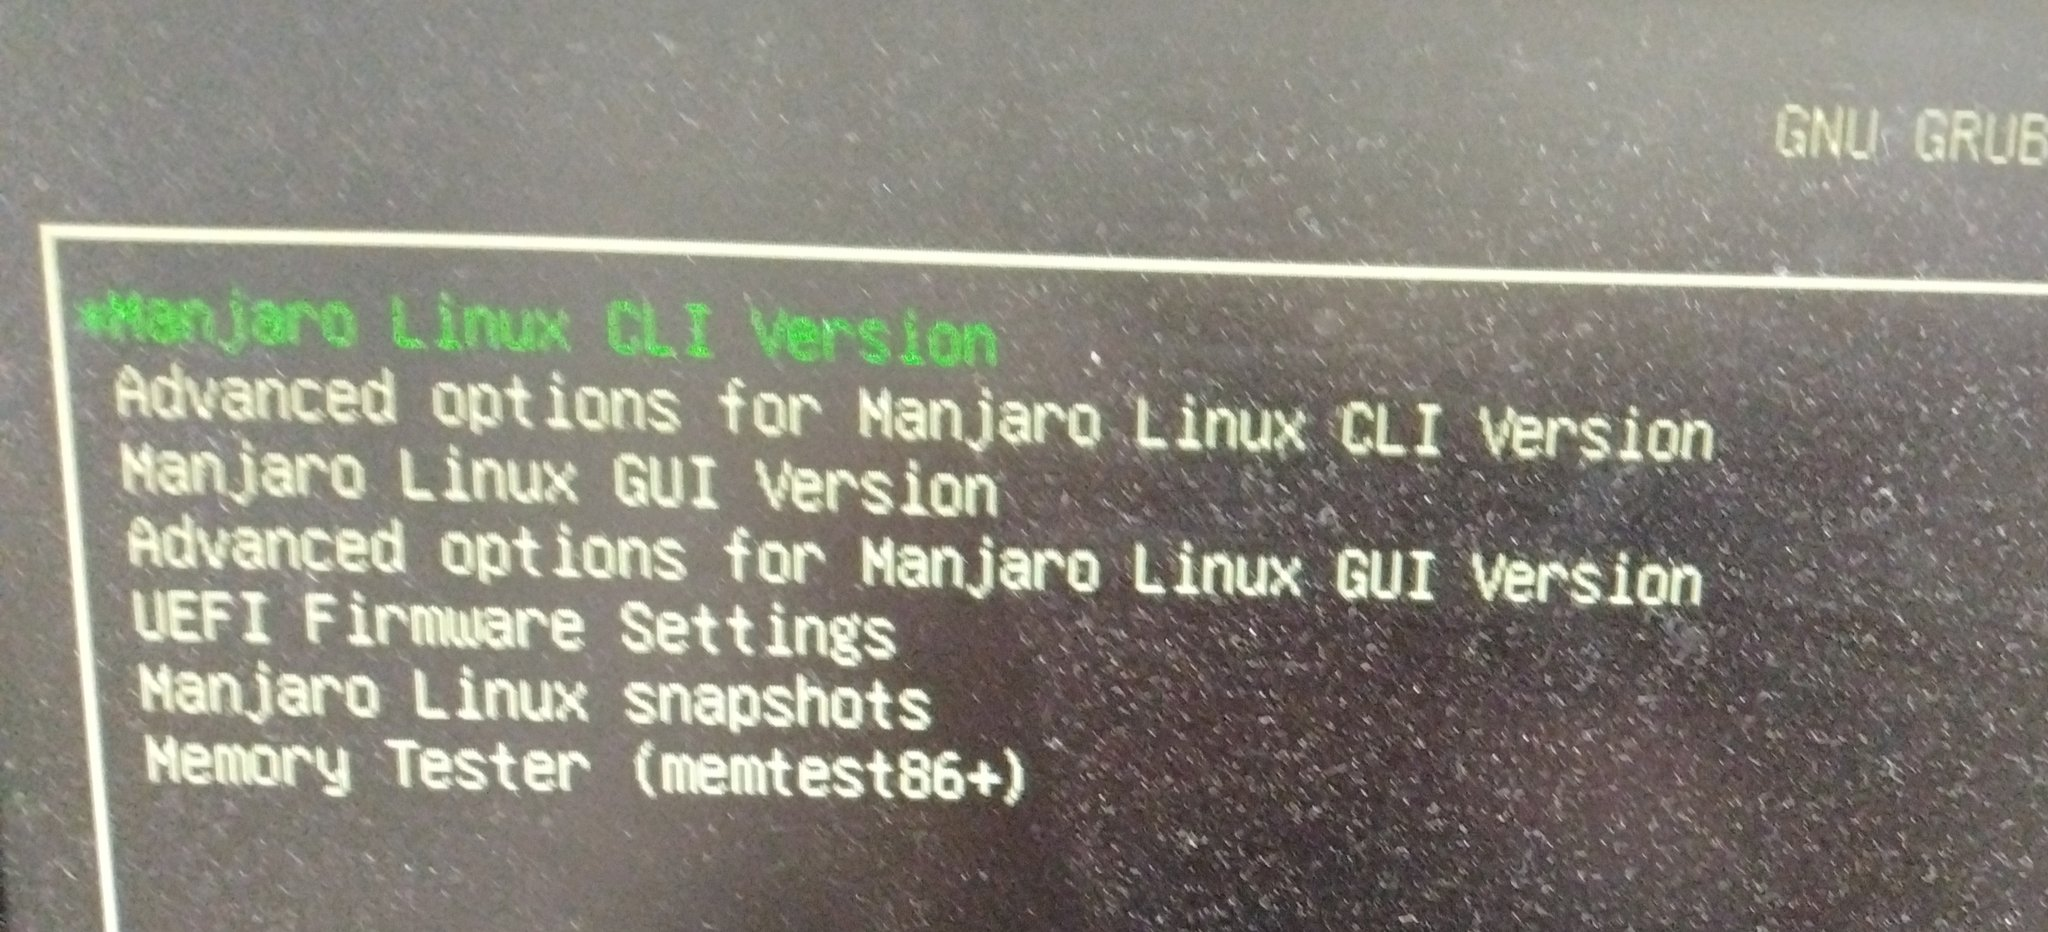 GNU GRUB
*Manjaro Linux CLI Version
Advanced options for Manjaro Linux CLI Version
Manjaro Linux GUI Version
Advanced options for Manjaro Linux GUI Version
UEFI Firmware Settings
Manjaro Linux snapshots
Memory Tester (memtest86+)